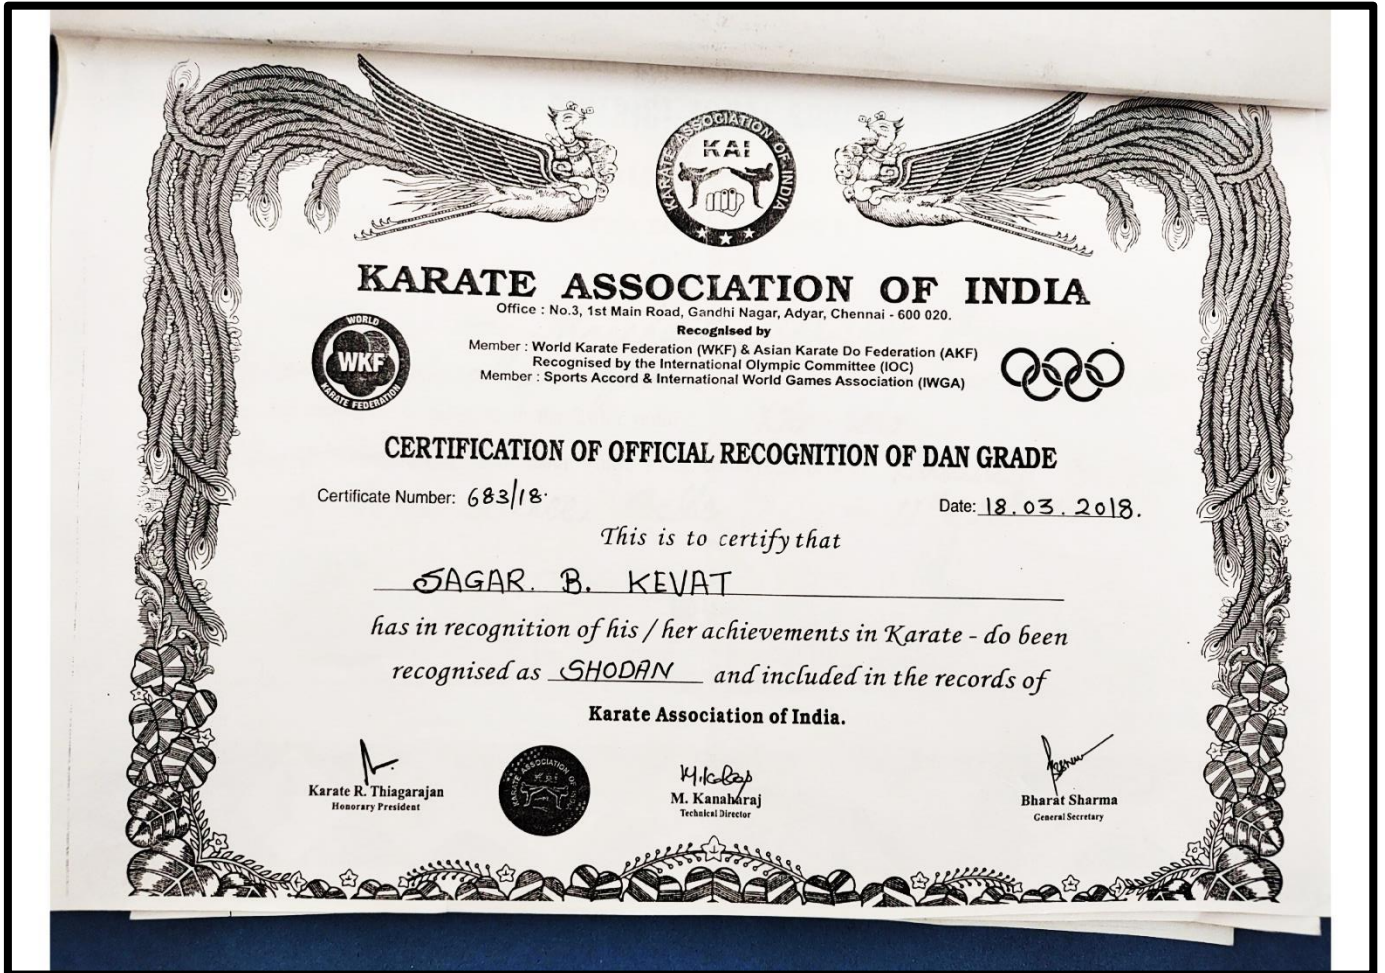 KARATE ASSOCIATION OF INDIA
KAI
KARATE ASSOCIATION OF INDIA
Office : No.3, 1st Main Road, Gandhi Nagar, Adyar, Chennai - 600 020.
Recognised by
WORLD
WKF
KARATE FEDERATION
Member : World Karate Federation (WKF) & Asian Karate Do Federation (AKF)
Recognised by the International Olympic Committee (IOC)
Member : Sports Accord & International World Games Association (IWGA)
CERTIFICATION OF OFFICIAL RECOGNITION OF DAN GRADE
Certificate Number: 683/18.
Date: 18.03.2018.
This is to certify that
SAGAR. B. KEVAT
has in recognition of his / her achievements in Karate - do been
recognised as SHODAN and included in the records of
Karate Association of India.
Karate R. Thiagarajan
Honorary President
KARATE ASSOCIATION OF INDIA
KAI
M. Kanaharaj
Technical Director
Bharat Sharma
General Secretary